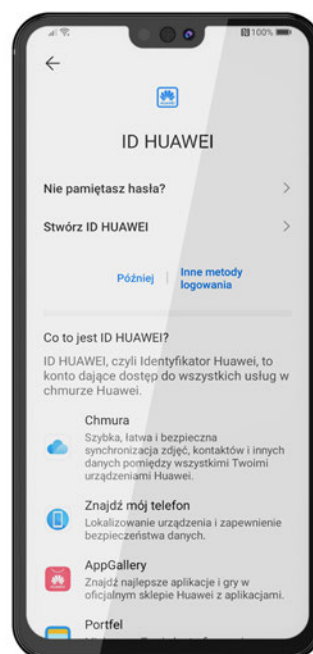 100%
ID HUAWEI
Nie pamiętasz hasła?
Stwórz ID HUAWEI
Później
Inne metody
logowania
Co to jest ID HUAWEI?
ID HUAWEI, czyli Identyfikator Huawei, to
konto dające dostęp do wszystkich usług w
chmurze Huawei.
Chmura
Szybka, łatwa i bezpieczna
synchronizacja zdjęć, kontaktów i innych
danych pomiędzy wszystkimi Twoimi
urządzeniami Huawei.
Znajdź mój telefon
Lokalizowanie urządzenia i zapewnienie
bezpieczeństwa danych.
AppGallery
Znajdź najlepsze aplikacje i gry w
oficjalnym sklepie Huawei z aplikacjami.
Portfel